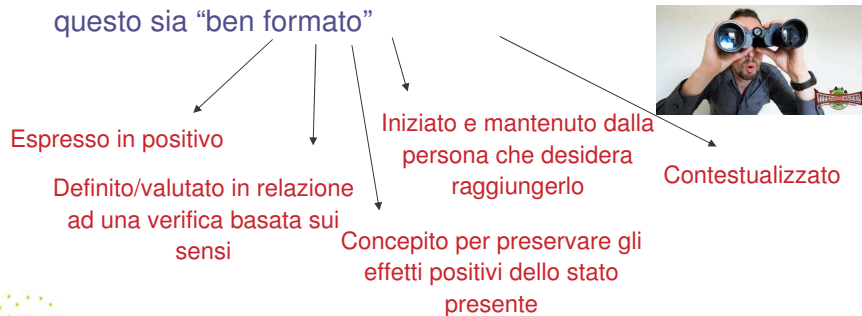 questo sia “ben formato”
Espresso in positivo
Definito/valutato in relazione
ad una verifica basata sui
sensi
Concepito per preservare gli
effetti positivi dello stato
presente
Iniziato e mantenuto dalla
persona che desidera
raggiungerlo
Contestualizzato